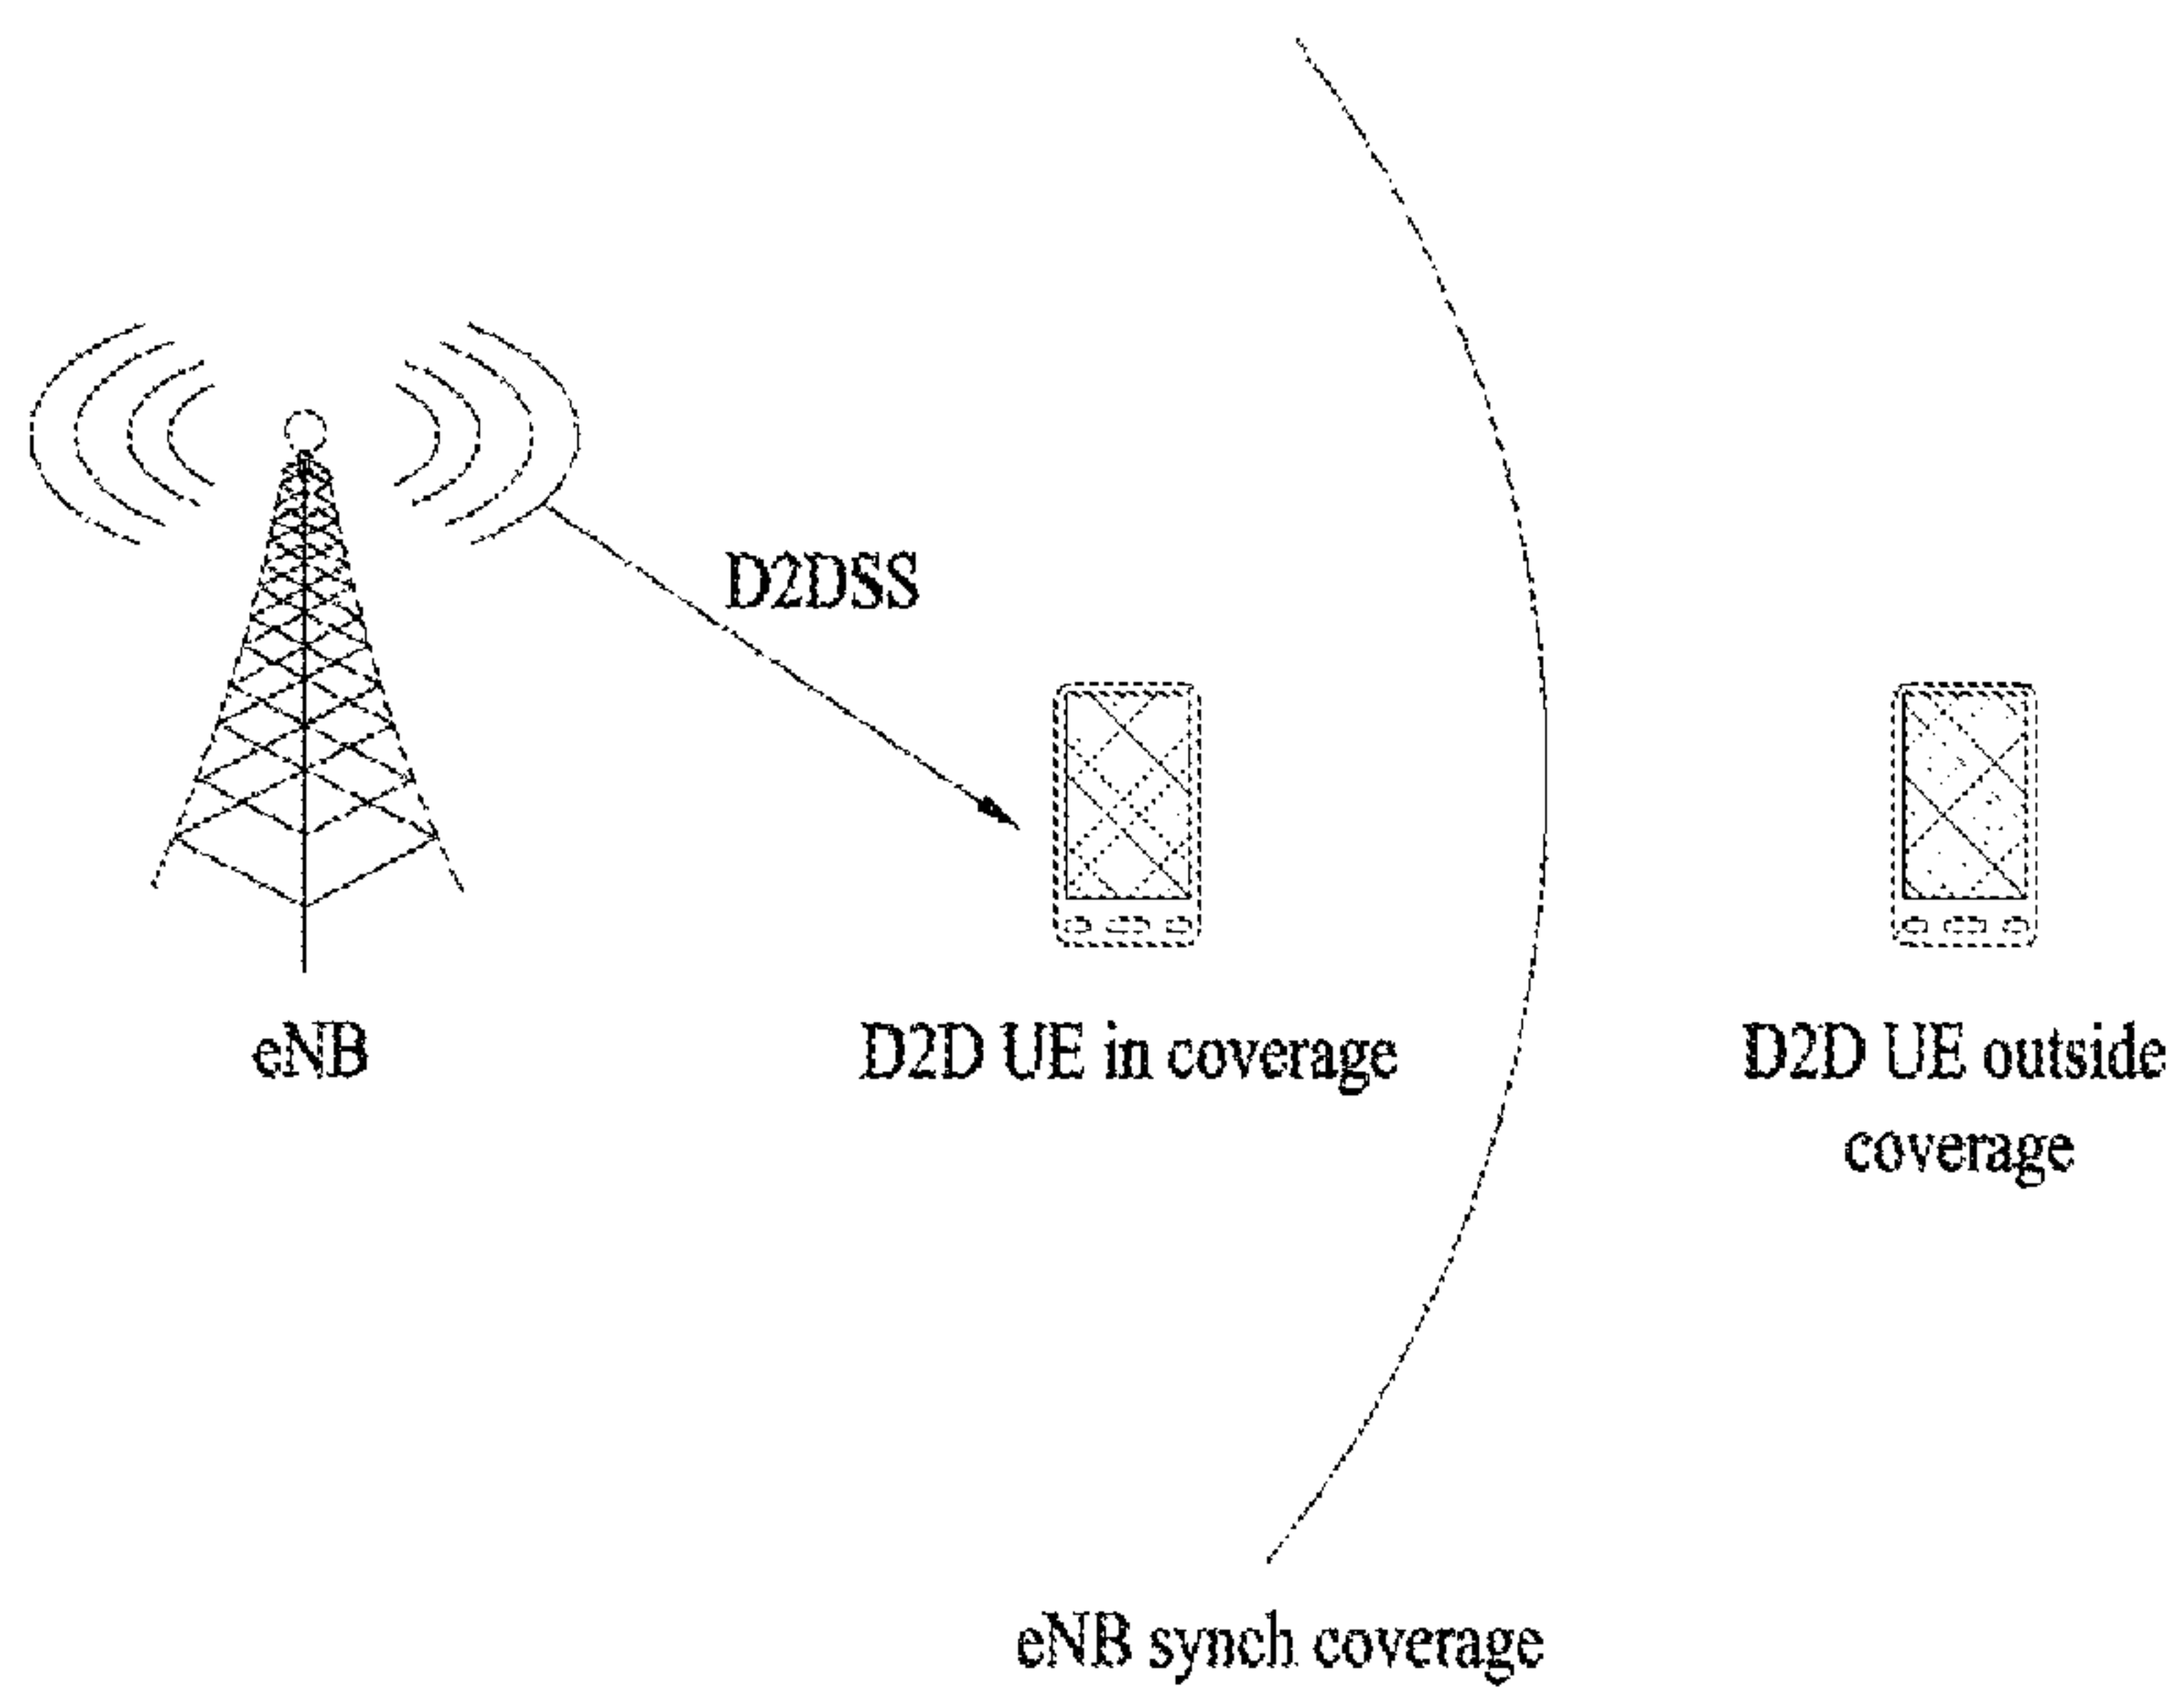 D2DSS
eNB
D2D UE in coverage
D2D UE outside
coverage
eNB synch coverage